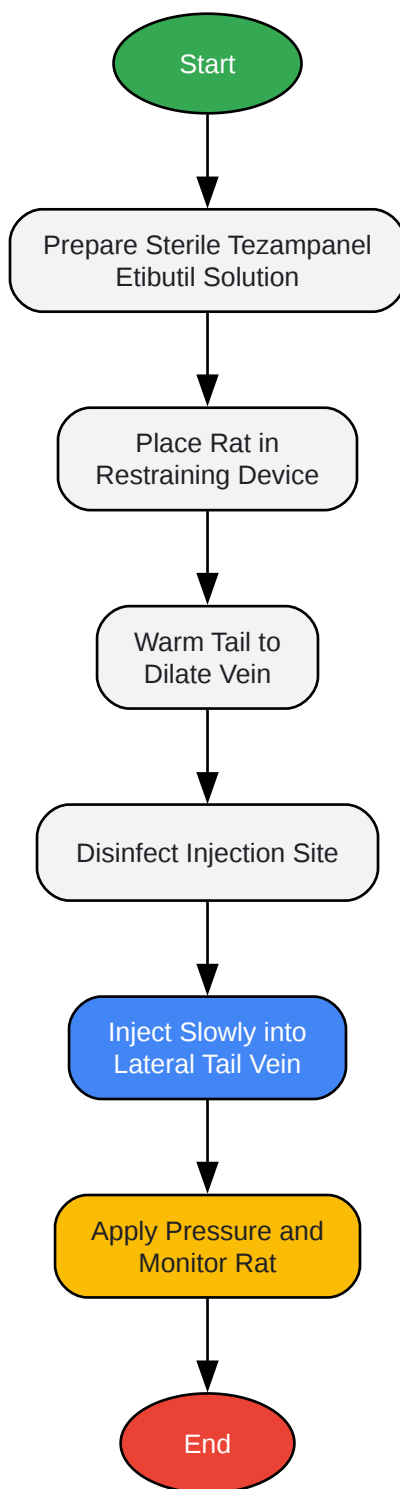 Start
Prepare Sterile Tezampanel
Etibutil Solution
Place Rat in
Restraining Device
Warm Tail to
Dilate Vein
Disinfect Injection Site
Inject Slowly into
Lateral Tail Vein
Apply Pressure and
Monitor Rat
End